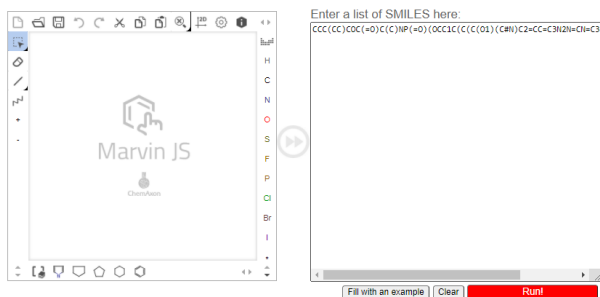 Enter a list of SMILES here:
CCC(CC)COC(=O)C(C)NP(=O)(OCC1C(C(C(O1)(C#N)C2=CC=C3N2N=CN=C3
2D
H
C
N
O
S
F
P
Cl
Br
I
Marvin JS
ChemAxon
Fill with an example
Clear
Run!